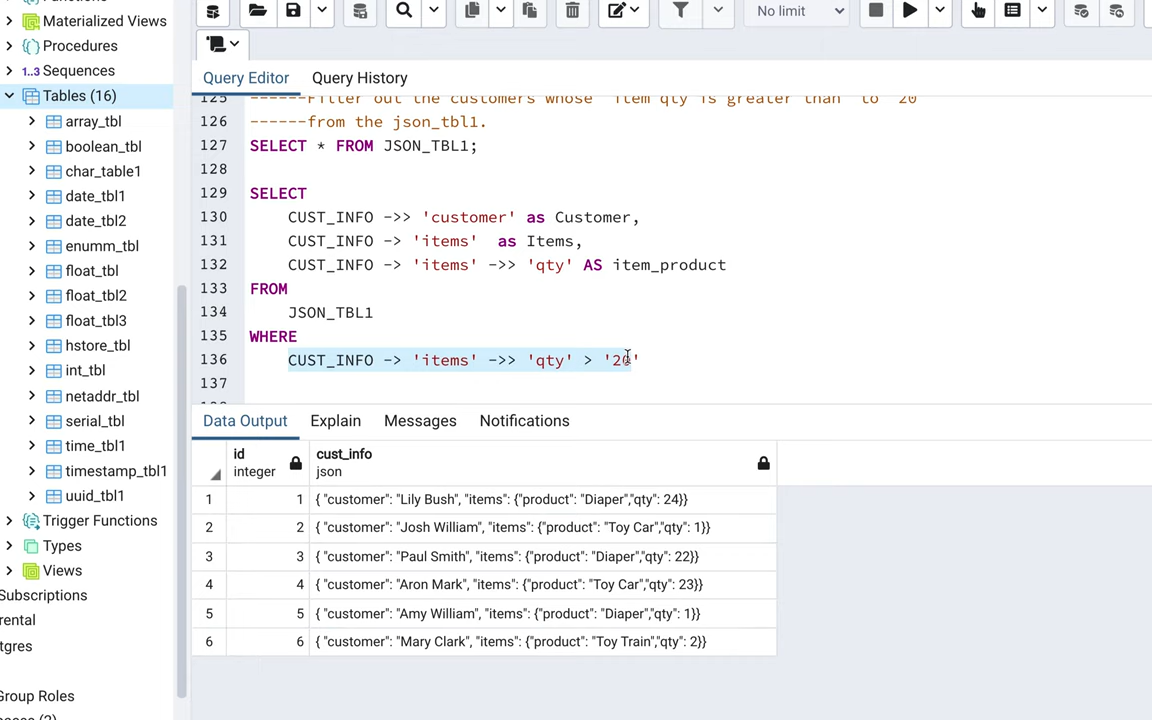 Functions
Materialized Views
Procedures
1..3 Sequences
Tables (16)
array_tbl
boolean_tbl
char_table1
date_tbl1
date_tbl2
enumm_tbl
float_tbl
float_tbl2
float_tbl3
hstore_tbl
int_tbl
netaddr_tbl
serial_tbl
time_tbl1
timestamp_tbl1
uuid_tbl1
Trigger Functions
Types
Views
Subscriptions
rental
tgres
Group Roles
No limit
Query Editor Query History
125 ------Filter out the customers whose item qty is greater than to 20
126 ------from the json_tbl1.
127 SELECT * FROM JSON_TBL1;
128
129 SELECT
130 CUST_INFO ->> 'customer' as Customer,
131 CUST_INFO -> 'items' as Items,
132 CUST_INFO -> 'items' ->> 'qty' AS item_product
133 FROM
134 JSON_TBL1
135 WHERE
136 CUST_INFO -> 'items' ->> 'qty' > '20'
137
Data Output Explain Messages Notifications
id cust_info
integer json
1 1 { "customer": "Lily Bush", "items": {"product": "Diaper","qty": 24}}
2 2 { "customer": "Josh William", "items": {"product": "Toy Car","qty": 1}}
3 3 { "customer": "Paul Smith", "items": {"product": "Diaper","qty": 22}}
4 4 { "customer": "Aron Mark", "items": {"product": "Toy Car","qty": 23}}
5 5 { "customer": "Amy William", "items": {"product": "Diaper","qty": 1}}
6 6 { "customer": "Mary Clark", "items": {"product": "Toy Train","qty": 2}}